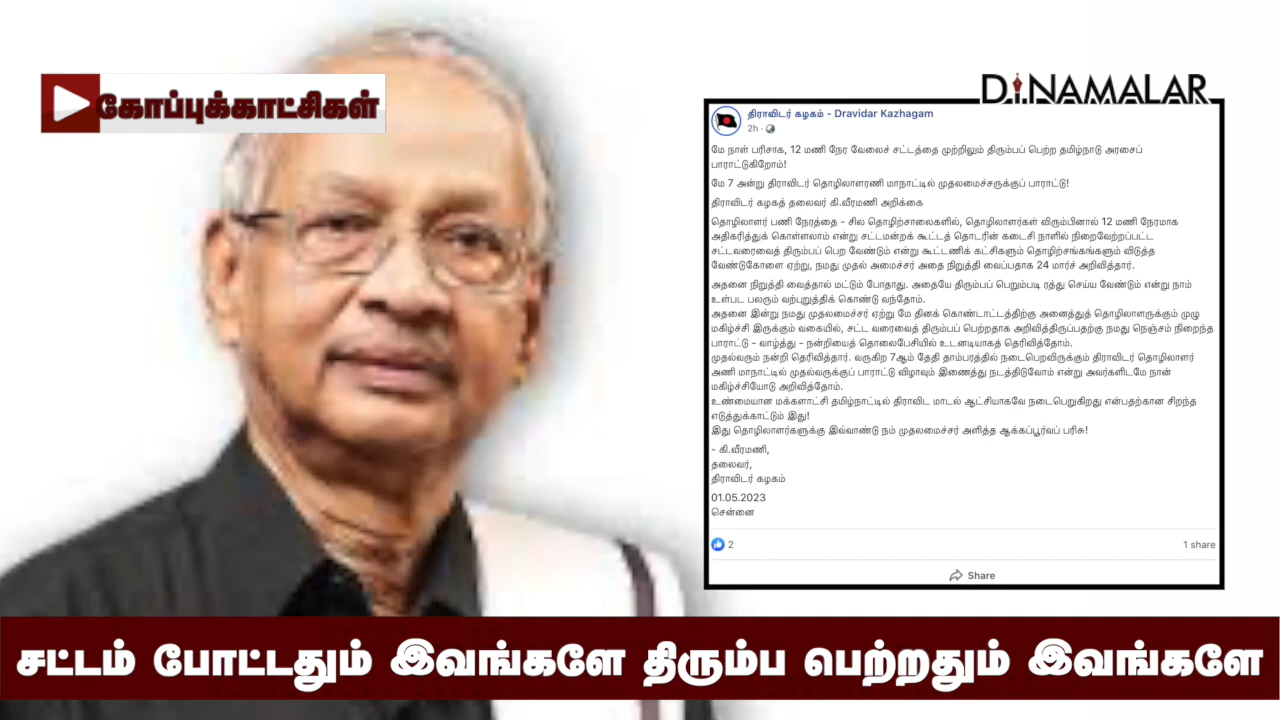 கோப்புக்காட்சிகள்
DINAMALAR
திராவிடர் கழகம் - Dravidar Kazhagam
2h ·
மே நாள் பரிசாக, 12 மணி நேர வேலைச் சட்டத்தை முற்றிலும் திரும்பப் பெற்ற தமிழ்நாடு அரசைப்
பாராட்டுகிறோம்!
மே 7 அன்று திராவிடர் தொழிலாளரணி மாநாட்டில் முதலமைச்சருக்குப் பாராட்டு!
திராவிடர் கழகத் தலைவர் கி.வீரமணி அறிக்கை
தொழிலாளர் பணி நேரத்தை - சில தொழிற்சாலைகளில், தொழிலாளர்கள் விரும்பினால் 12 மணி நேரமாக
அதிகரித்துக் கொள்ளலாம் என்று சட்டமன்றக் கூட்டத் தொடரின் கடைசி நாளில் நிறைவேற்றப்பட்ட
சட்டவரைவைத் திரும்பப் பெற வேண்டும் என்று கூட்டணிக் கட்சிகளும் தொழிற்சங்கங்களும் விடுத்த
வேண்டுகோளை ஏற்று, நமது முதல் அமைச்சர் அதை நிறுத்தி வைப்பதாக 24 மார்ச் அறிவித்தார்.
அதனை நிறுத்தி வைத்தால் மட்டும் போதாது. அதையே திரும்பப் பெறும்படி ரத்து செய்ய வேண்டும் என்று நாம்
உள்பட பலரும் வற்புறுத்திக் கொண்டு வந்தோம்.
அதனை இன்று நமது முதலமைச்சர் ஏற்று மே தினக் கொண்டாட்டத்திற்கு அனைத்துத் தொழிலாளருக்கும் முழு
மகிழ்ச்சி இருக்கும் வகையில், சட்ட வரைவைத் திரும்பப் பெற்றதாக அறிவித்திருப்பதற்கு நமது நெஞ்சம் நிறைந்த
பாராட்டு - வாழ்த்து - நன்றியைத் தொலைபேசியில் உடனடியாகத் தெரிவித்தோம்.
முதல்வரும் நன்றி தெரிவித்தார். வருகிற 7ஆம் தேதி தாம்பரத்தில் நடைபெறவிருக்கும் திராவிடர் தொழிலாளர்
அணி மாநாட்டில் முதல்வருக்குப் பாராட்டு விழாவும் இணைத்து நடத்திடுவோம் என்று அவர்களிடமே நான்
மகிழ்ச்சியோடு அறிவித்தோம்.
உண்மையான மக்களாட்சி தமிழ்நாட்டில் திராவிட மாடல் ஆட்சியாகவே நடைபெறுகிறது என்பதற்கான சிறந்த
எடுத்துக்காட்டும் இது!
இது தொழிலாளர்களுக்கு இவ்வாண்டு நம் முதலமைச்சர் அளித்த ஆக்கப்பூர்வப் பரிசு!
- கி.வீரமணி,
தலைவர்,
திராவிடர் கழகம்
01.05.2023
சென்னை
2
1 share
Share
சட்டம் போட்டதும் இவங்களே திரும்ப பெற்றதும் இவங்களே